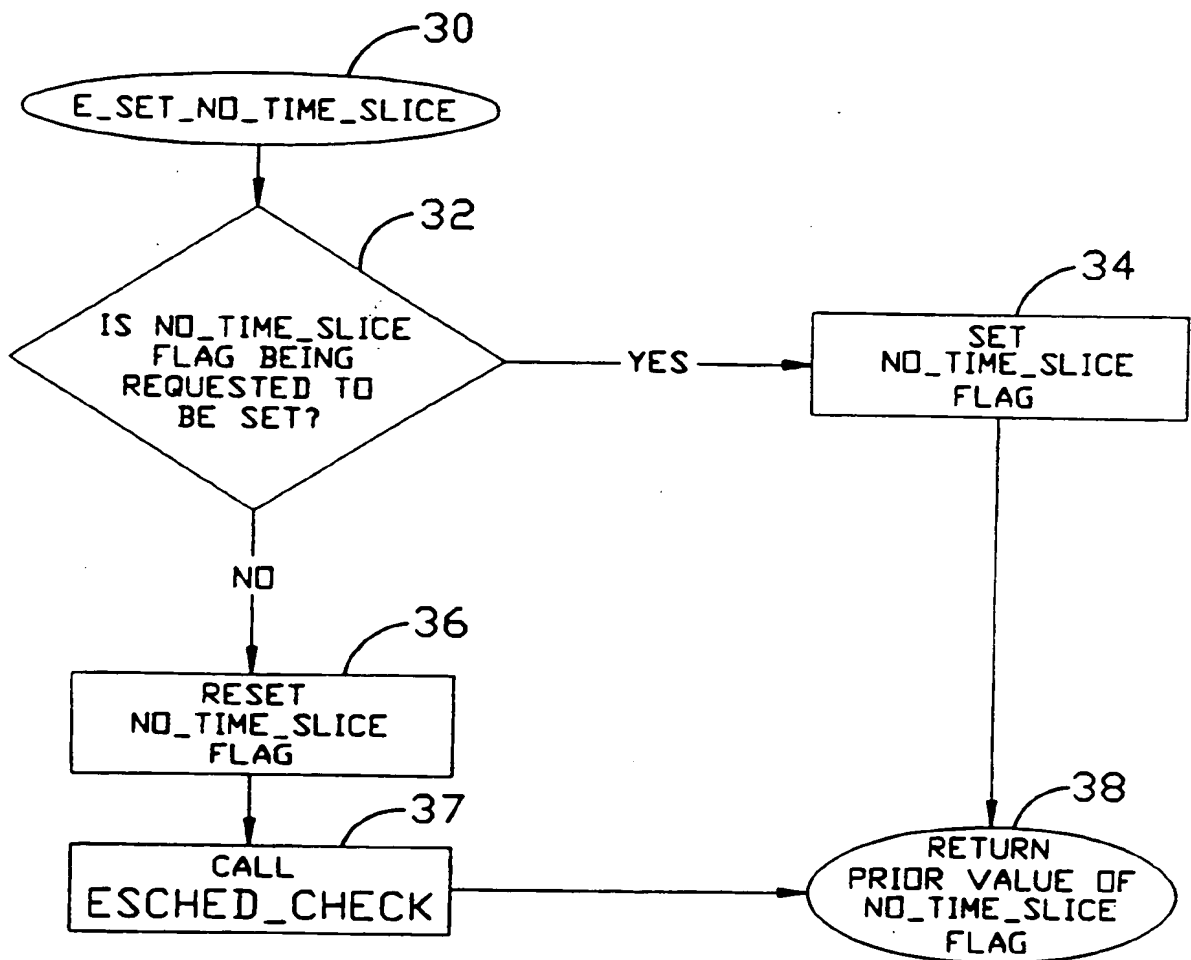 30
E_SET_NO_TIME_SLICE
32
IS NO_TIME_SLICE
FLAG BEING
REQUESTED TO
BE SET?
YES
34
SET
NO_TIME_SLICE
FLAG
NO
36
RESET
NO_TIME_SLICE
FLAG
37
CALL
ESCHED_CHECK
38
RETURN
PRIOR VALUE OF
NO_TIME_SLICE
FLAG